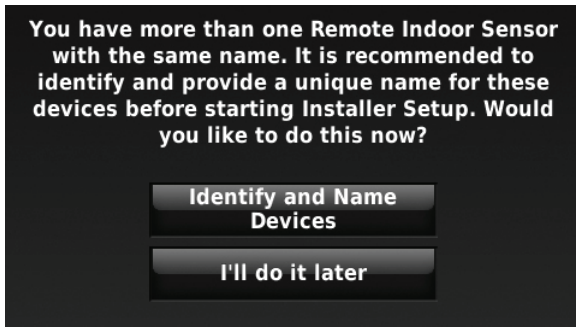 You have more than one Remote Indoor Sensor
with the same name. It is recommended to
identify and provide a unique name for these
devices before starting Installer Setup. Would
you like to do this now?
Identify and Name
Devices
I'll do it later